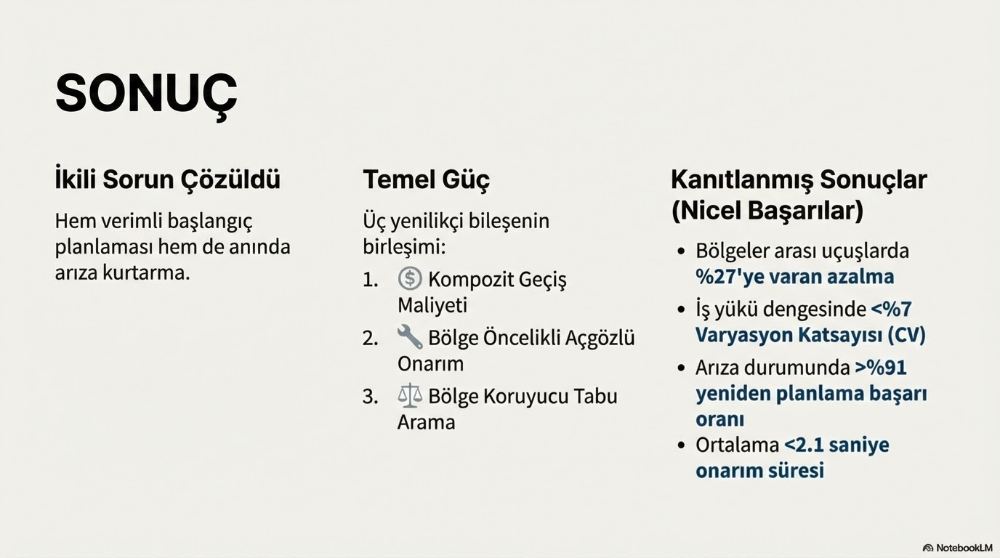 SONUÇ
İkili Sorun Çözüldü
Hem verimli başlangıç
planlaması hem de anında
arıza kurtarma.
Temel Güç
Üç yenilikçi bileşenin
birleşimi:
1. Kompozit Geçiş
Maliyeti
2. Bölge Öncelikli Açgözlü
Onarım
3. Bölge Koruyucu Tabu
Arama
Kanıtlanmış Sonuçlar
(Nicel Başarılar)
• Bölgeler arası uçuşlarda
%27'ye varan azalma
• İş yükü dengesinde <%7
Varyasyon Katsayısı (CV)
• Arıza durumunda >%91
yeniden planlama başarı
oranı
• Ortalama <2.1 saniye
onarım süresi
NotebookLM